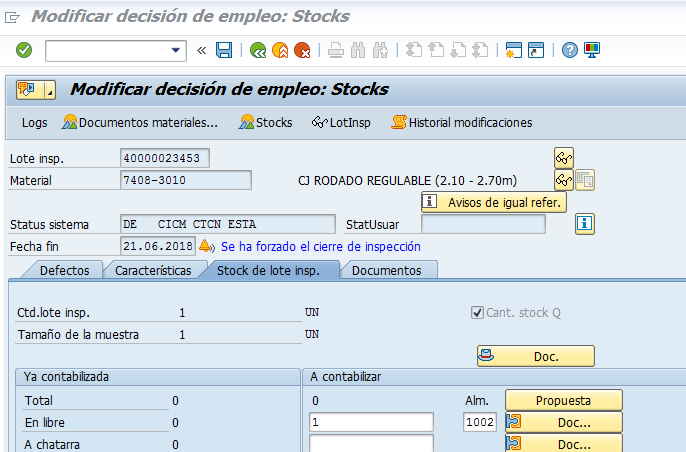 Modificar decisión de empleo: Stocks
Modificar decisión de empleo: Stocks
Logs Documentos materiales... Stocks LotInsp Historial modificaciones
Lote insp. 40000023453
Material 7408-3010 CJ RODADO REGULABLE (2.10 - 2.70m)
Avisos de igual refer.
Status sistema DE CICM CTCN ESTA StatUsuar
Fecha fin 21.06.2018 Se ha forzado el cierre de inspección
Defectos Características Stock de lote insp. Documentos
Ctd.lote insp. 1 UN Cant. stock Q
Tamaño de la muestra 1 UN
Doc.
Ya contabilizada A contabilizar
Total 0 0 Alm. Propuesta
En libre 0 1 1002 Doc...
A chatarra 0 Doc...